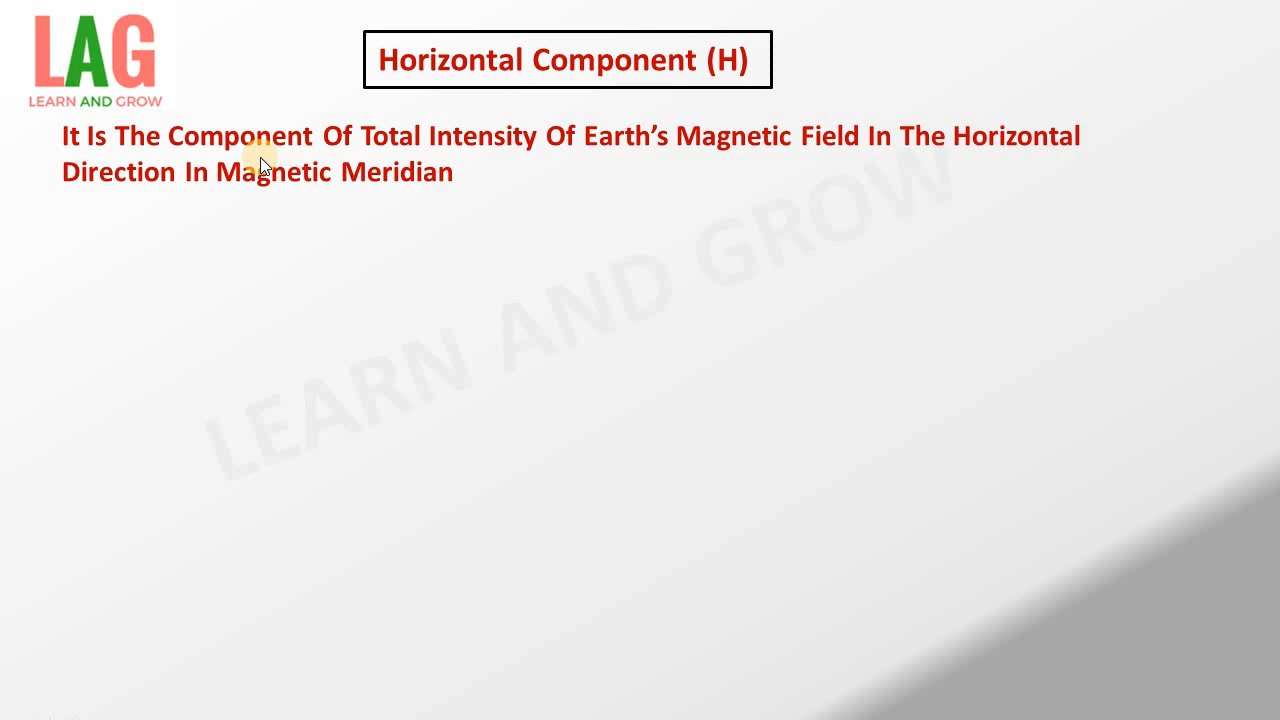 LAG
LEARN AND GROW
Horizontal Component (H)
It Is The Component Of Total Intensity Of Earth’s Magnetic Field In The Horizontal
Direction In Magnetic Meridian
LEARN AND GROW